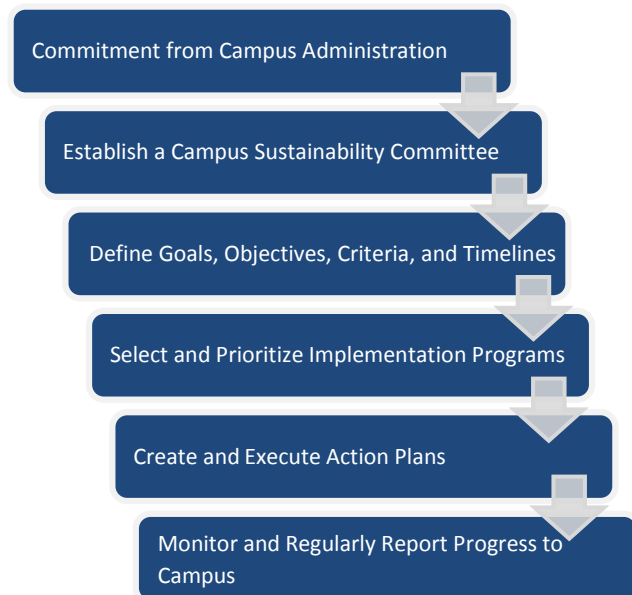 Commitment from Campus Administration
Establish a Campus Sustainability Committee
Define Goals, Objectives, Criteria, and Timelines
Select and Prioritize Implementation Programs
Create and Execute Action Plans
Monitor and Regularly Report Progress to
Campus